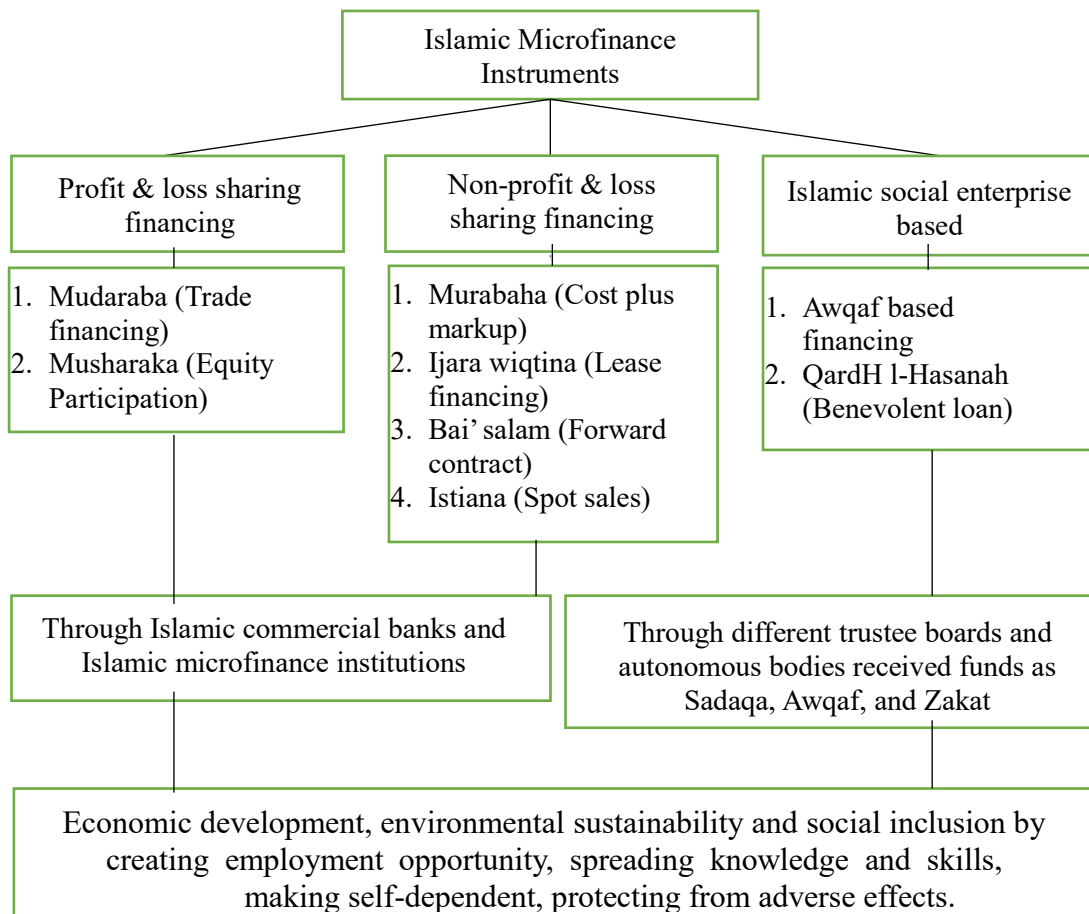 Islamic Microfinance
Instruments
Profit & loss sharing
financing
Non-profit & loss
sharing financing
Islamic social enterprise
based
1. Mudaraba (Trade
financing)
2. Musharaka (Equity
Participation)
1. Murabaha (Cost plus
markup)
2. Ijara wiqtina (Lease
financing)
3. Bai’ salam (Forward
contract)
4. Istiana (Spot sales)
1. Awqaf based
financing
2. QardH l-Hasanah
(Benevolent loan)
Through Islamic commercial banks and
Islamic microfinance institutions
Through different trustee boards and
autonomous bodies received funds as
Sadaqa, Awqaf, and Zakat
Economic development, environmental sustainability and social inclusion by
creating employment opportunity, spreading knowledge and skills,
making self-dependent, protecting from adverse effects.